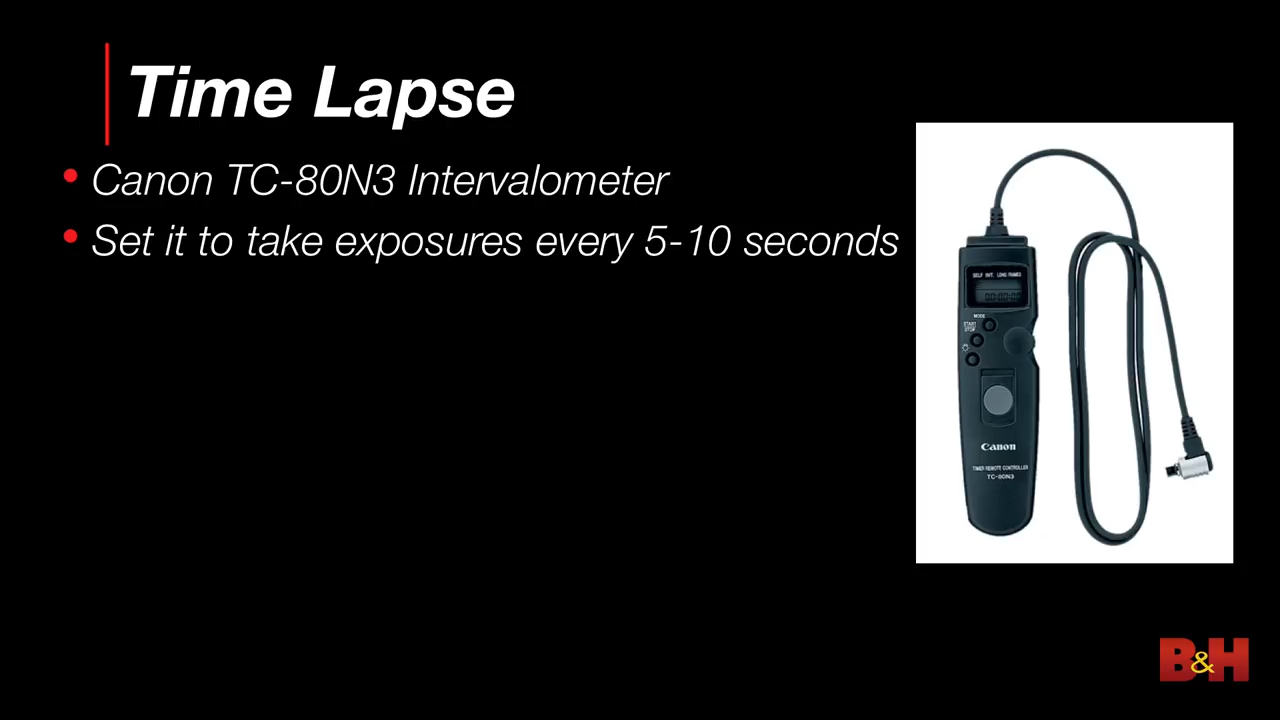 Time Lapse
• Canon TC-80N3 Intervalometer
• Set it to take exposures every 5-10 seconds
SELF INT. LONG FRAMES
MODE
START
STOP
Canon
TIMER REMOTE CONTROLLER
TC-80N3
B&H